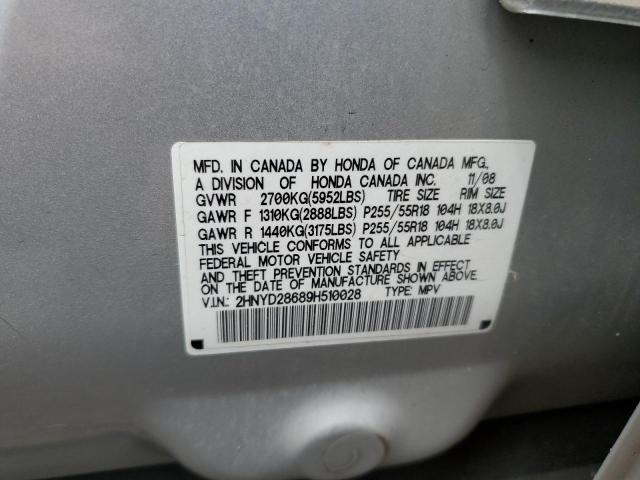 MFD. IN CANADA BY HONDA OF CANADA MFG.,
A DIVISION OF HONDA CANADA INC. 11/08
GVWR 2700KG(5952LBS) TIRE SIZE RIM SIZE
GAWR F 1310KG(2888LBS) P255/55R18 104H 18X8.0J
GAWR R 1440KG(3175LBS) P255/55R18 104H 18X8.0J
THIS VEHICLE CONFORMS TO ALL APPLICABLE
FEDERAL MOTOR VEHICLE SAFETY
AND THEFT PREVENTION STANDARDS IN EFFECT
ON THE DATE OF MANUFACTURE SHOWN ABOVE.
V.I.N.: 2HNYD28689H510028 TYPE: MPV